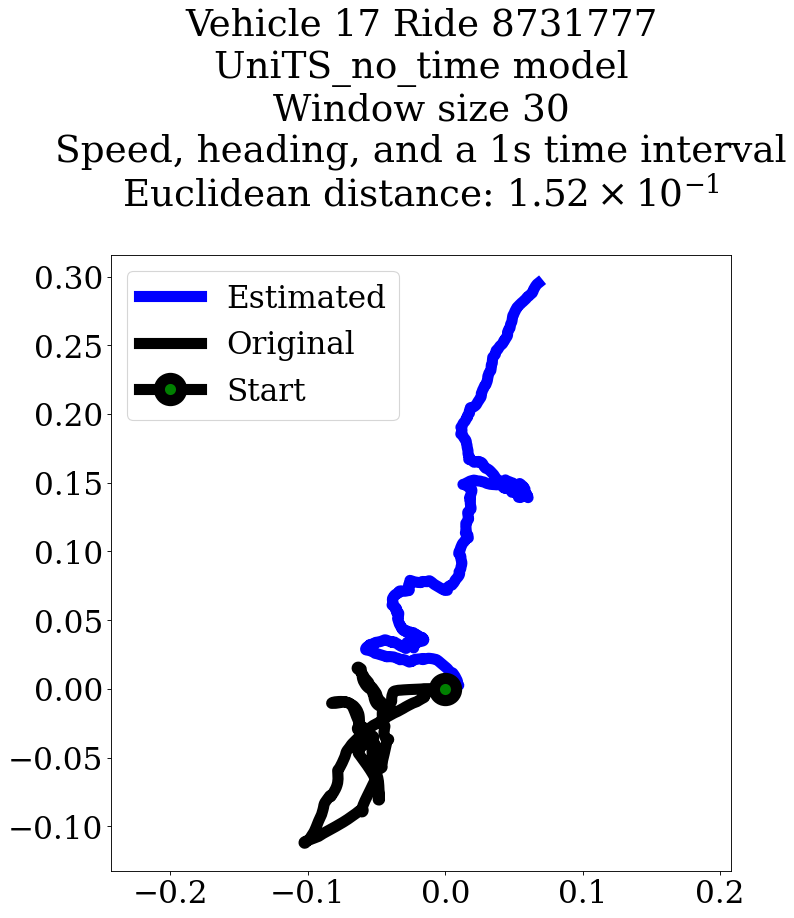 Vehicle 17 Ride 8731777
UniTS_no_time model
Window size 30
Speed, heading, and a 1s time interval
Euclidean distance: 1.52 × 10⁻¹
Estimated
Original
Start
0.30
0.25
0.20
0.15
0.10
0.05
0.00
−0.05
−0.10
−0.2 −0.1 0.0 0.1 0.2